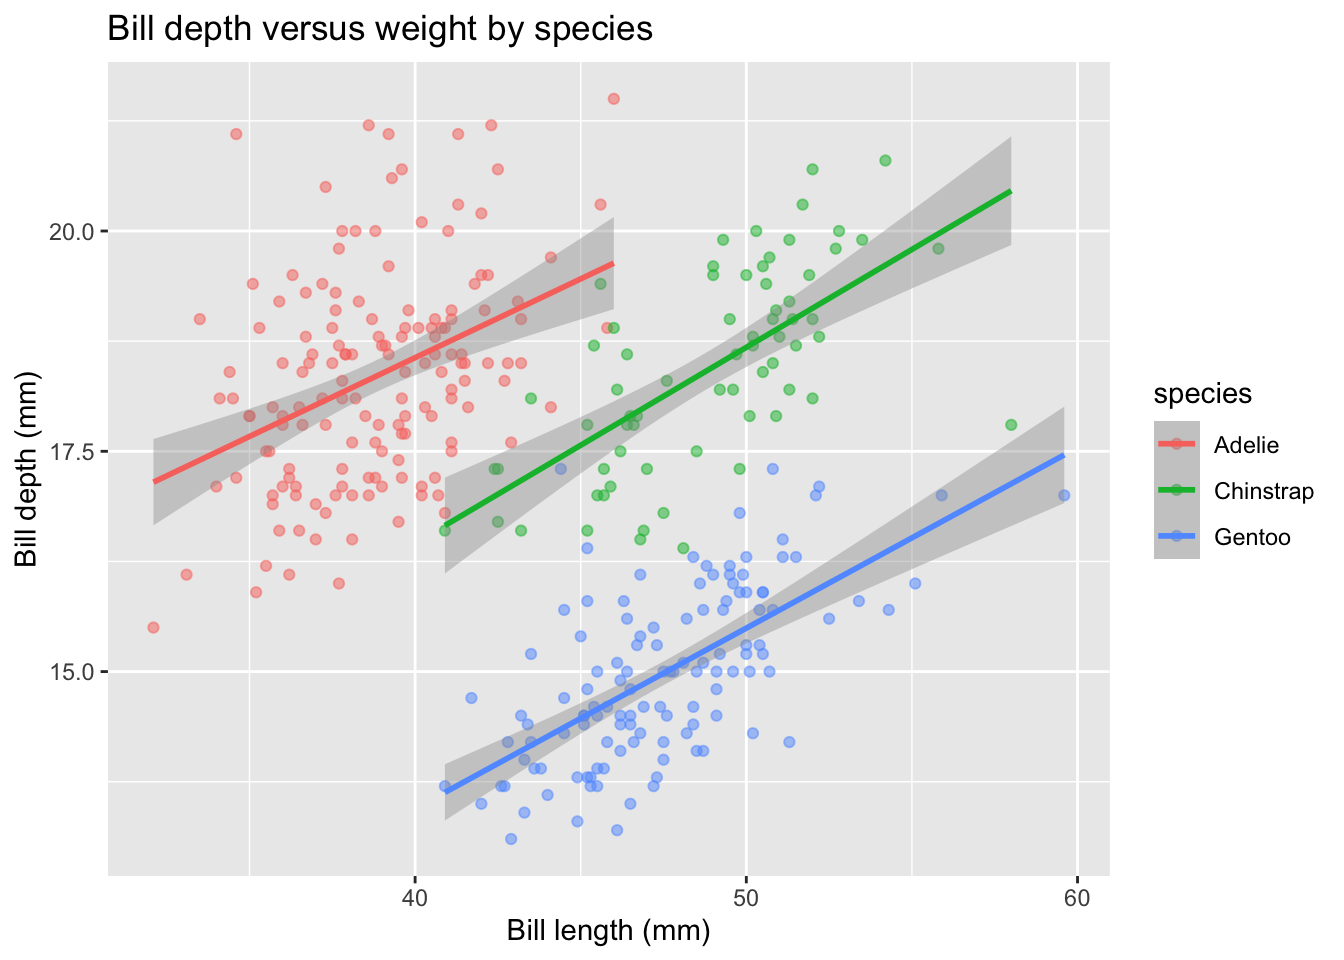 Bill depth versus weight by species
Bill depth (mm)
20.0
17.5
15.0
40
50
60
Bill length (mm)
species
Adelie
Chinstrap
Gentoo